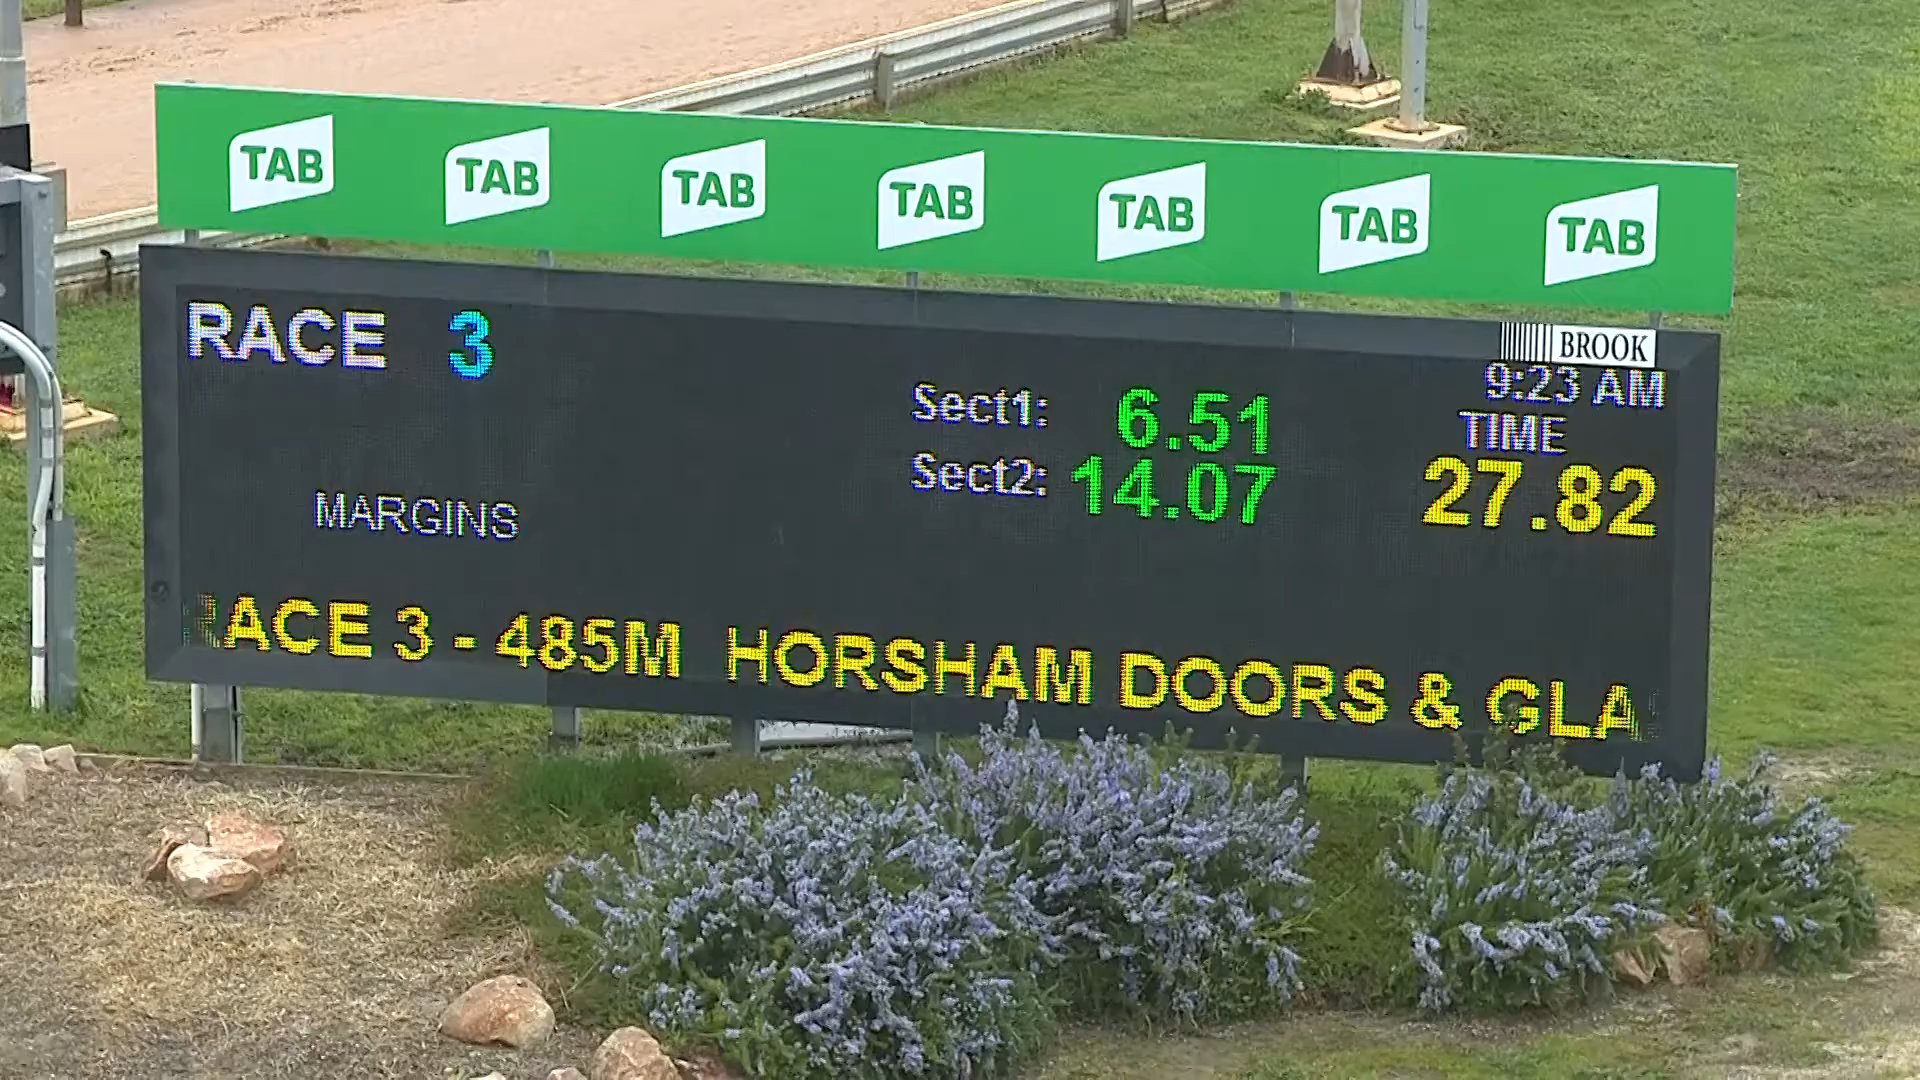 TAB TAB TAB TAB TAB TAB TAB
RACE 3
BROOK
9:23 AM
Sect1: 6.51
TIME
Sect2: 14.07
27.82
MARGINS
RACE 3 - 485M HORSHAM DOORS & GLA